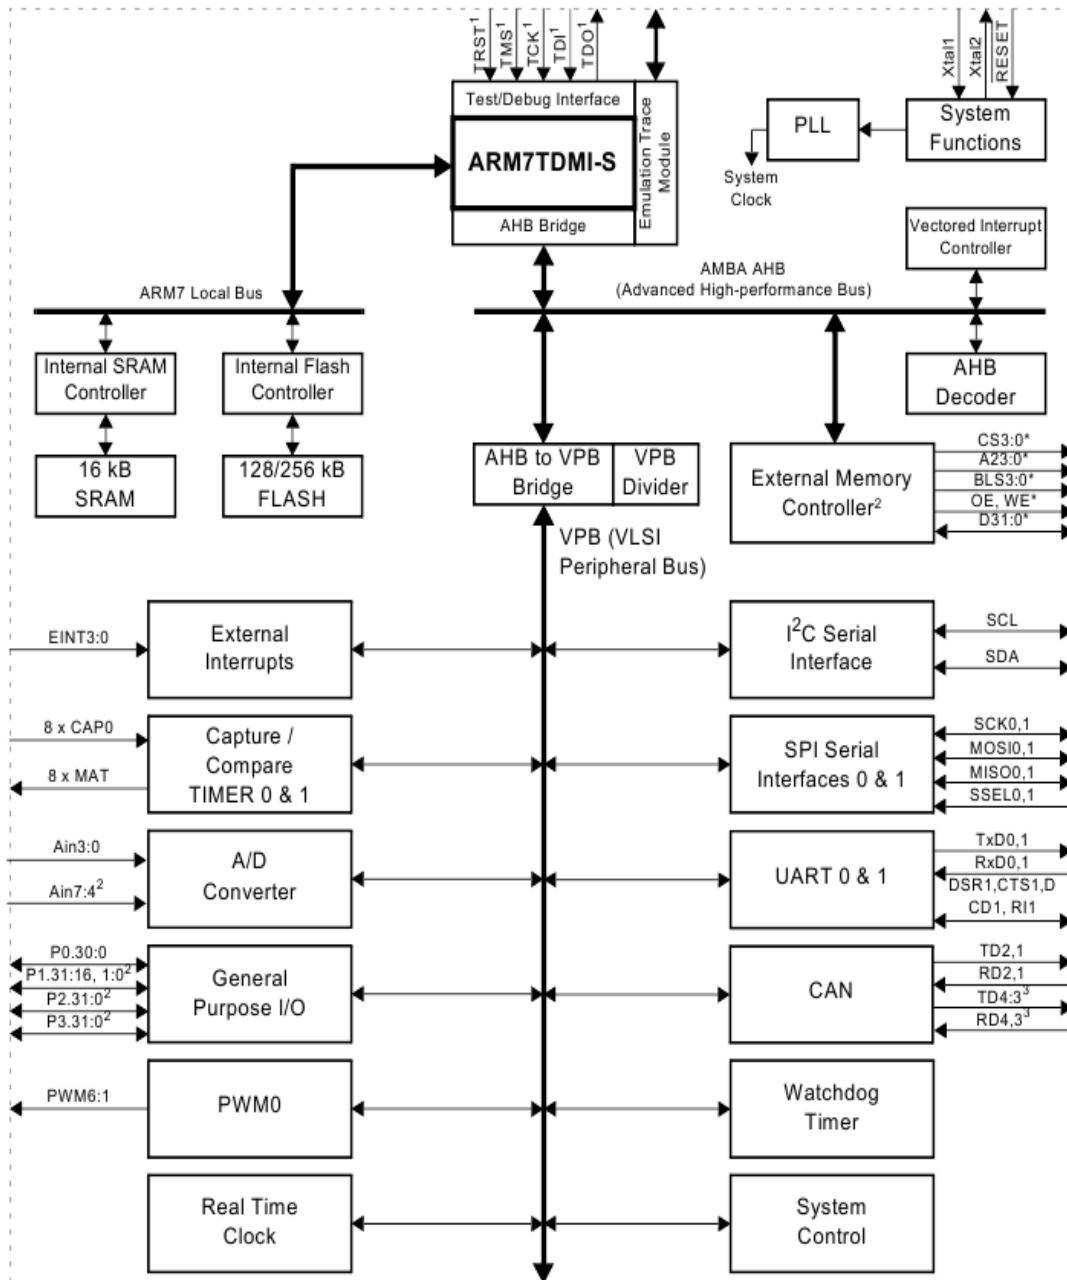 TRST¹
TMS¹
TCK¹
TDI¹
TDO¹
Xtal1
Xtal2
RESET
Test/Debug Interface
ARM7TDMI-S
AHB Bridge
Emulation Trace
Module
PLL
System
Functions
System
Clock
Vectored Interrupt
Controller
ARM7 Local Bus
AMBA AHB
(Advanced High-performance Bus)
Internal SRAM
Controller
Internal Flash
Controller
AHB
Decoder
16 kB
SRAM
128/256 kB
FLASH
AHB to VPB
Bridge
VPB
Divider
External Memory
Controller²
CS3:0*
A23:0*
BLS3:0*
OE, WE*
D31:0*
VPB (VLSI
Peripheral Bus)
EINT3:0
External
Interrupts
I²C Serial
Interface
SCL
SDA
8 x CAP0
8 x MAT
Capture /
Compare
TIMER 0 & 1
SPI Serial
Interfaces 0 & 1
SCK0,1
MOSI0,1
MISO0,1
SSEL0,1
Ain3:0
Ain7:4²
A/D
Converter
UART 0 & 1
TxD0,1
RxD0,1
DSR1,CTS1,D
CD1, RI1
P0.30:0
P1.31:16, 1:0²
P2.31:0²
P3.31:0²
General
Purpose I/O
CAN
TD2,1
RD2,1
TD4:3³
RD4,3³
PWM6:1
PWM0
Watchdog
Timer
Real Time
Clock
System
Control